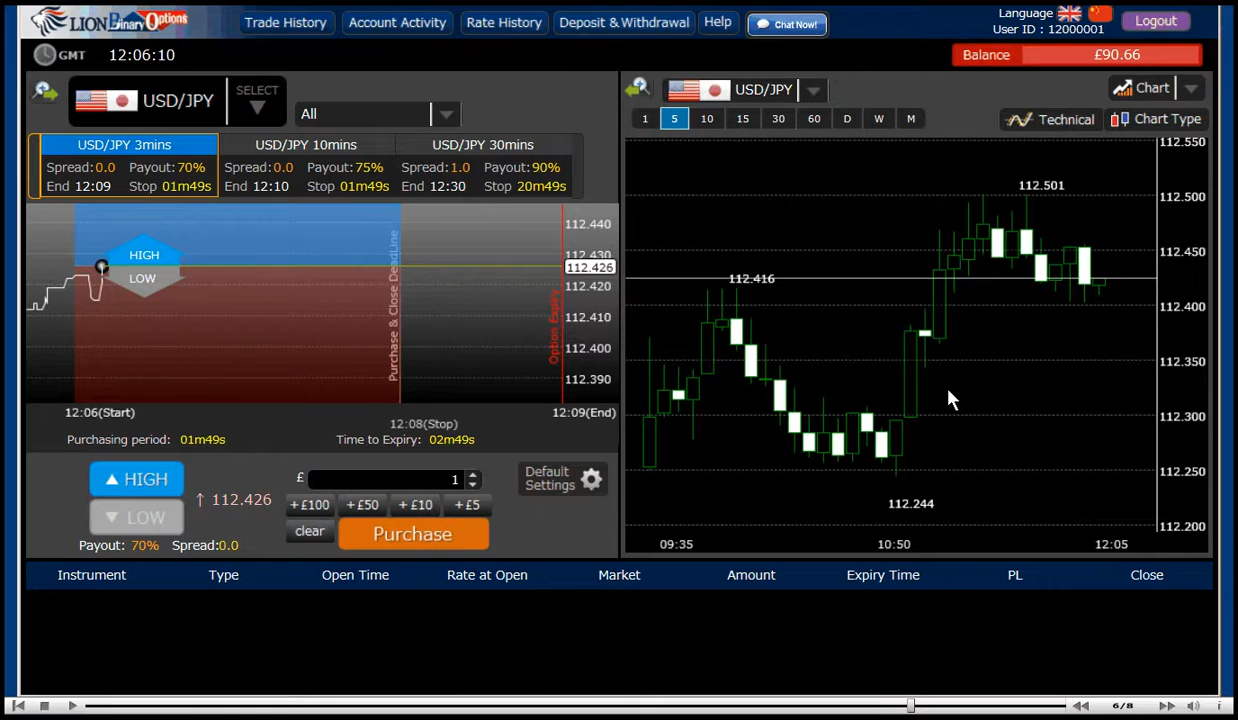 LION Binary Options
Trade History
Account Activity
Rate History
Deposit & Withdrawal
Help
Chat Now!
Language
User ID : 12000001
Logout
GMT 12:06:10
Balance £90.66
USD/JPY
SELECT
All
USD/JPY 3mins
USD/JPY 10mins
USD/JPY 30mins
Spread:0.0 Payout:70%
Spread:0.0 Payout:75%
Spread:1.0 Payout:90%
End 12:09 Stop 01m49s
End 12:10 Stop 01m49s
End 12:30 Stop 20m49s
HIGH
LOW
Purchase & Close DeadLine
Option Expiry
112.440
112.430
112.426
112.420
112.410
112.400
112.390
12:06(Start)
12:08(Stop)
12:09(End)
Purchasing period: 01m49s
Time to Expiry: 02m49s
HIGH
LOW
↑ 112.426
Payout: 70% Spread:0.0
£ 1
+£100 +£50 +£10 +£5
clear
Purchase
Default
Settings
USD/JPY
Chart
1 5 10 15 30 60 D W M
Technical
Chart Type
112.501
112.416
112.244
112.550
112.500
112.450
112.400
112.350
112.300
112.250
112.200
09:35 10:50 12:05
Instrument Type Open Time Rate at Open Market Amount Expiry Time PL Close
6/8
i